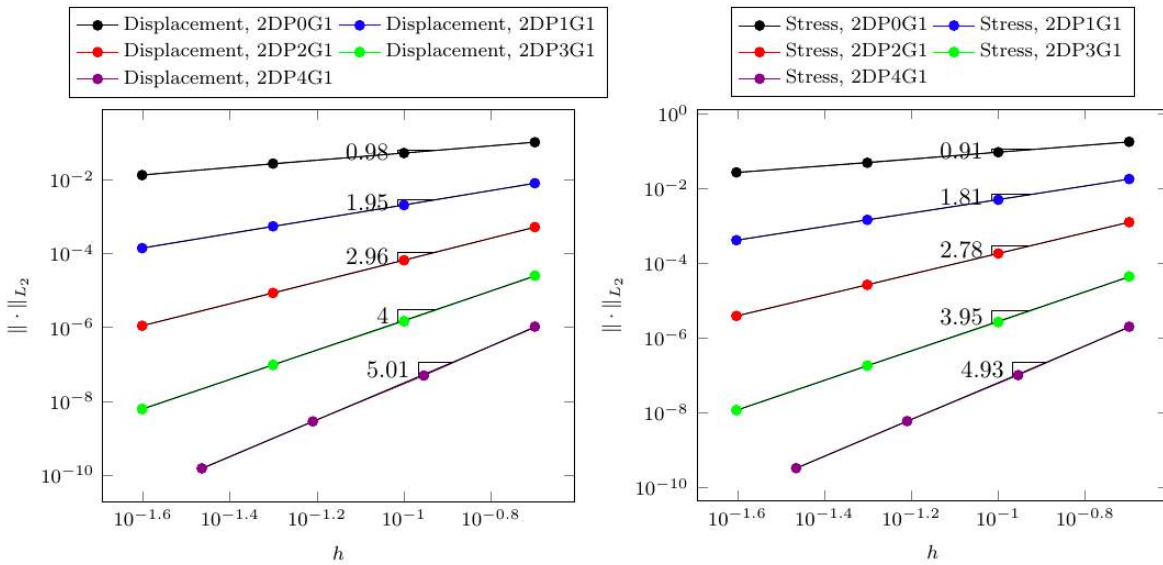 Displacement, 2DP0G1 Displacement, 2DP1G1
Displacement, 2DP2G1 Displacement, 2DP3G1
Displacement, 2DP4G1
10^{-2}
10^{-4}
10^{-6}
10^{-8}
10^{-10}
‖ · ‖_{L_2}
0.98
1.95
2.96
4
5.01
10^{-1.6} 10^{-1.4} 10^{-1.2} 10^{-1} 10^{-0.8}
h
Stress, 2DP0G1 Stress, 2DP1G1
Stress, 2DP2G1 Stress, 2DP3G1
Stress, 2DP4G1
10^0
10^{-2}
10^{-4}
10^{-6}
10^{-8}
10^{-10}
‖ · ‖_{L_2}
0.91
1.81
2.78
3.95
4.93
10^{-1.6} 10^{-1.4} 10^{-1.2} 10^{-1} 10^{-0.8}
h